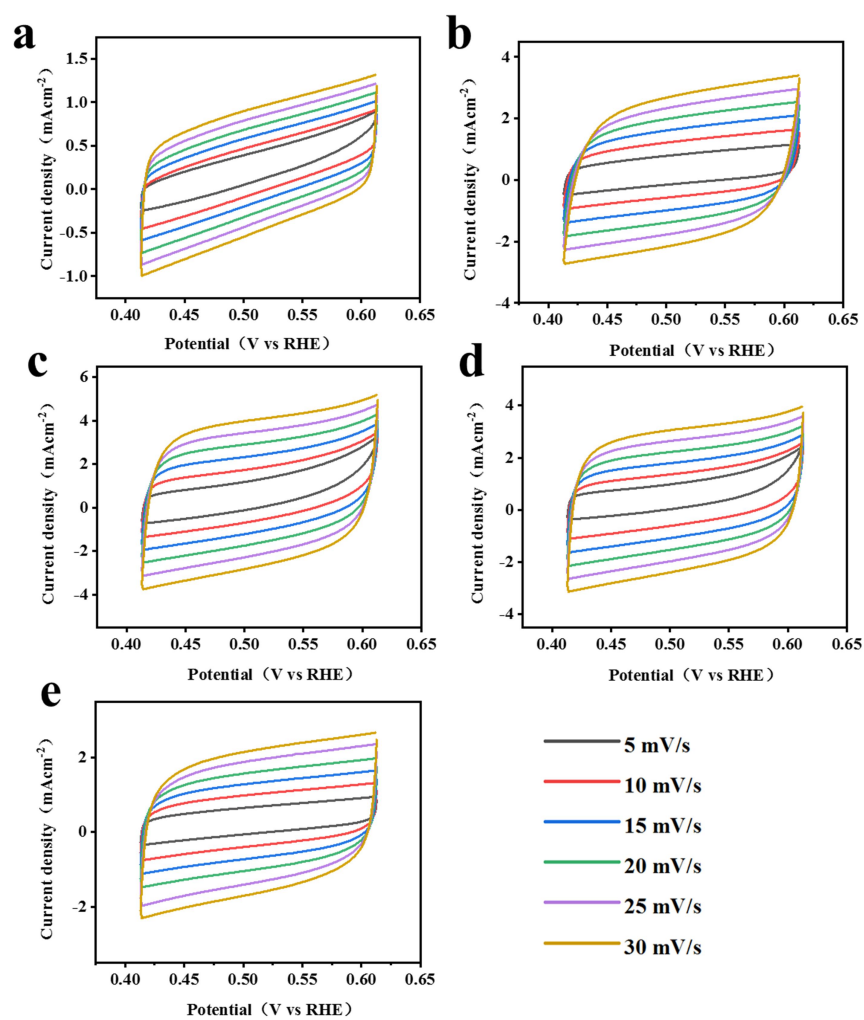 a
1.5
1.0
0.5
0.0
-0.5
-1.0
0.40 0.45 0.50 0.55 0.60 0.65
Current density（mAcm-2）
Potential（V vs RHE）
b
4
2
0
-2
-4
0.40 0.45 0.50 0.55 0.60 0.65
Current density（mAcm-2）
Potential（V vs RHE）
c
6
4
2
0
-2
-4
0.40 0.45 0.50 0.55 0.60 0.65
Current density（mAcm-2）
Potential（V vs RHE）
d
4
2
0
-2
-4
0.40 0.45 0.50 0.55 0.60 0.65
Current density（mAcm-2）
Potential（V vs RHE）
e
2
0
-2
0.40 0.45 0.50 0.55 0.60 0.65
Current density（mAcm-2）
Potential（V vs RHE）
5 mV/s
10 mV/s
15 mV/s
20 mV/s
25 mV/s
30 mV/s